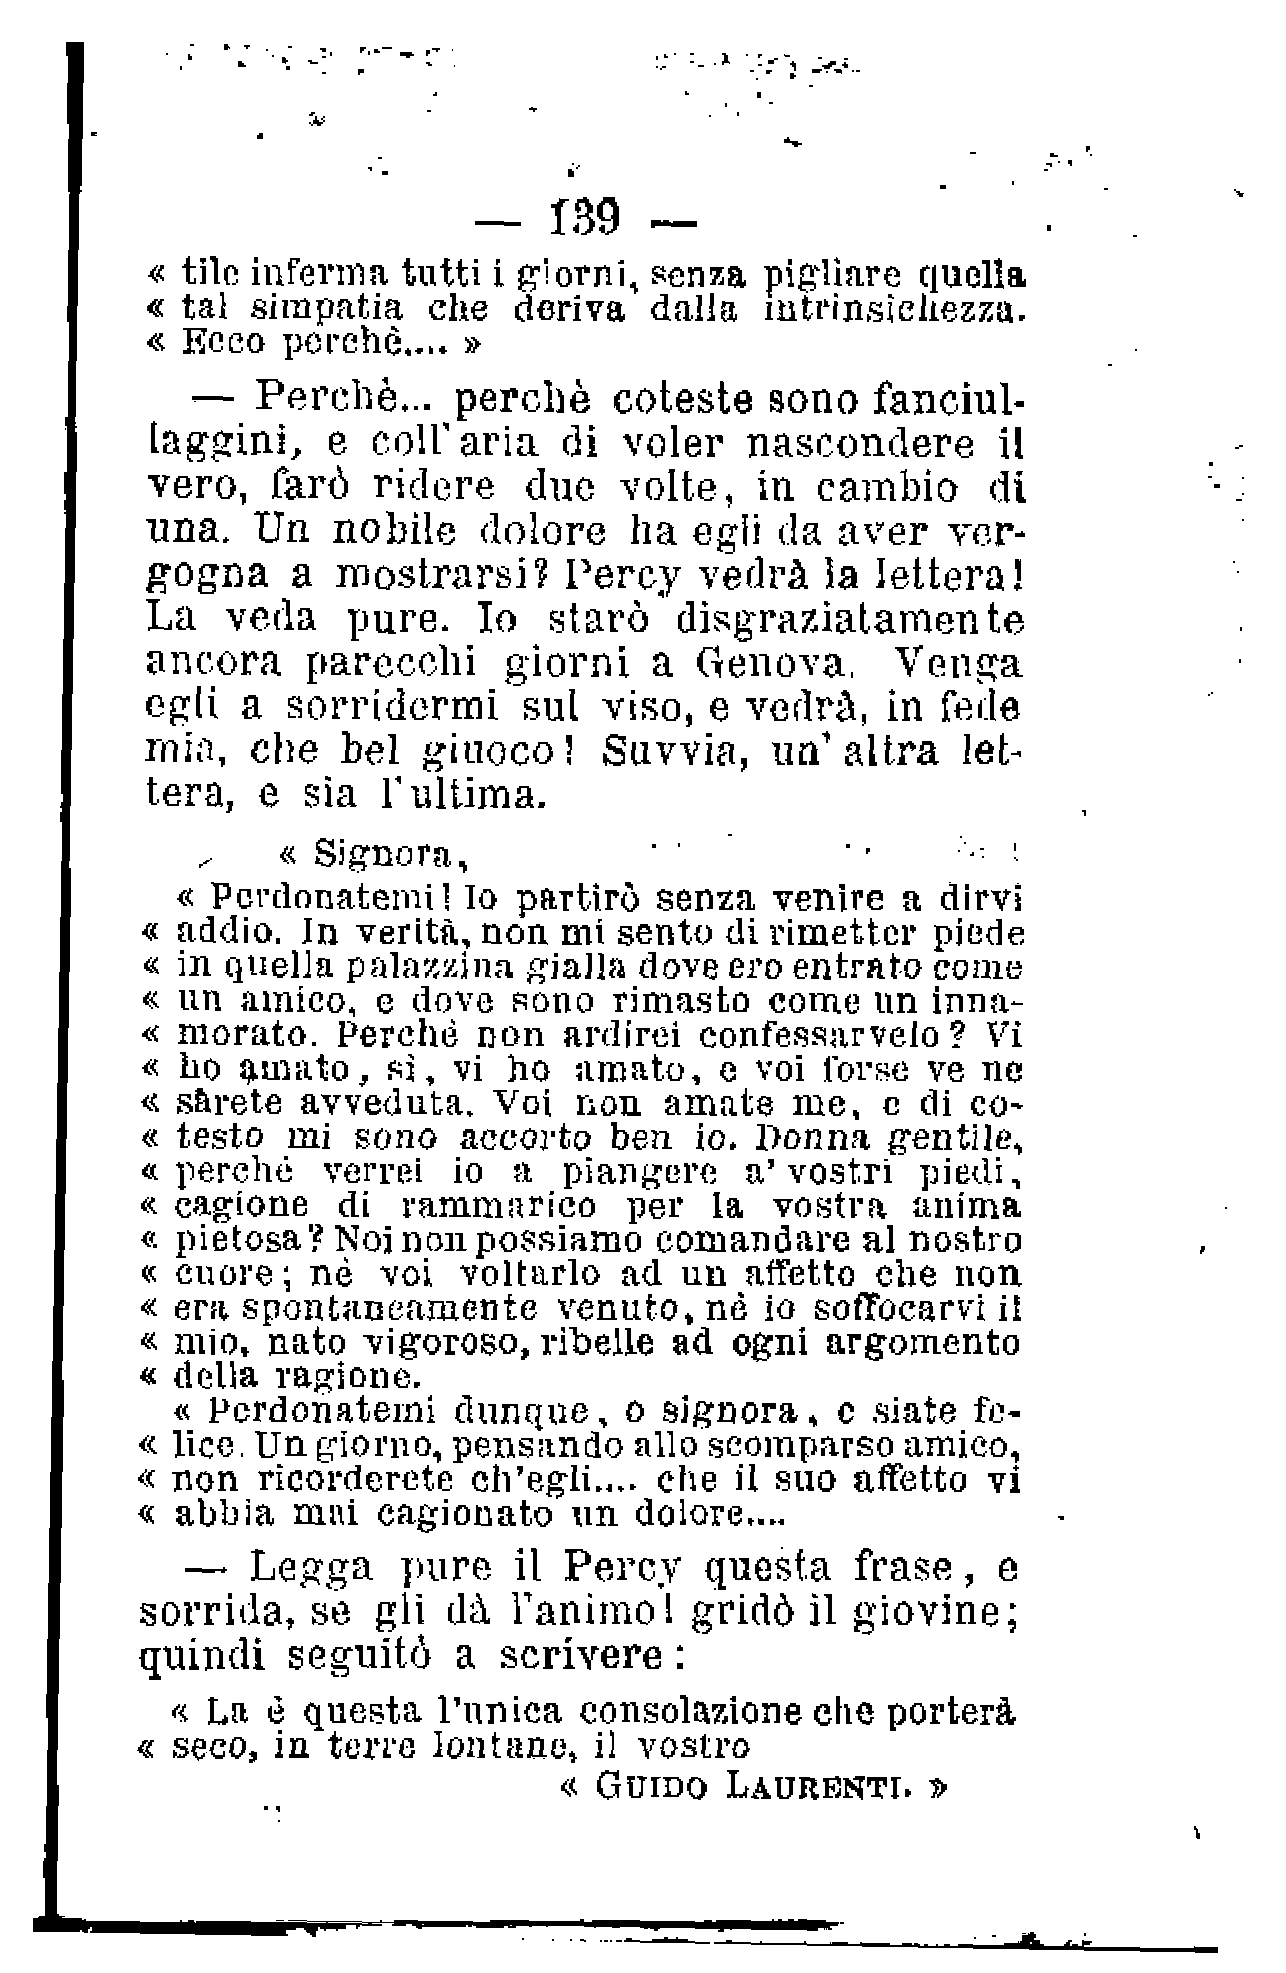 — 139 —
« tile inferma tutti i giorni, senza pigliare quella
« tal simpatia che deriva dalla intrinsichezza.
« Ecco perchè.... »
— Perchè... perchè coteste sono fanciul-
laggini, e coll'aria di voler nascondere il
vero, farò ridere due volte, in cambio di
una. Un nobile dolore ha egli da aver ver-
gogna a mostrarsi? Percy vedrà la lettera!
La veda pure. Io starò disgraziatamente
ancora parecchi giorni a Genova. Venga
egli a sorridermi sul viso, e vedrà, in fede
mia, che bel giuoco! Suvvia, un'altra let-
tera, e sia l'ultima.
« Signora,
« Perdonatemi! Io partirò senza venire a dirvi
« addio. In verità, non mi sento di rimetter piede
« in quella palazzina gialla dove ero entrato come
« un amico, e dove sono rimasto come un inna-
« morato. Perchè non ardirei confessarvelo? Vi
« ho amato, sì, vi ho amato, e voi forse ve ne
« sarete avveduta. Voi non amate me, e di co-
« testo mi sono accorto ben io. Donna gentile,
« perchè verrei io a piangere a' vostri piedi,
« cagione di rammarico per la vostra anima
« pietosa? Noi non possiamo comandare al nostro
« cuore; nè voi voltarlo ad un affetto che non
« era spontaneamente venuto, nè io soffocarvi il
« mio, nato vigoroso, ribelle ad ogni argomento
« della ragione.
« Perdonatemi dunque, o signora, e siate fe-
« lice. Un giorno, pensando allo scomparso amico,
« non ricorderete ch'egli.... che il suo affetto vi
« abbia mai cagionato un dolore....
— Legga pure il Percy questa frase, e
sorrida, se gli dà l'animo! gridò il giovine;
quindi seguitò a scrivere:
« La è questa l'unica consolazione che porterà
« seco, in terre lontane, il vostro
« GUIDO LAURENTI. »